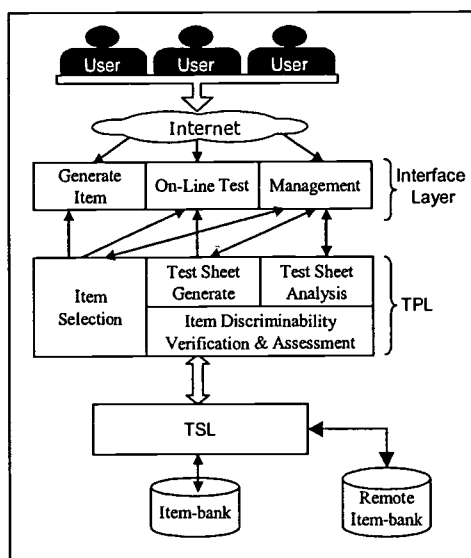 User User User
Internet
Generate
Item
On-Line Test
Management
Interface
Layer
Item
Selection
Test Sheet
Generate
Test Sheet
Analysis
Item Discriminability
Verification & Assessment
TPL
TSL
Item-bank
Remote
Item-bank